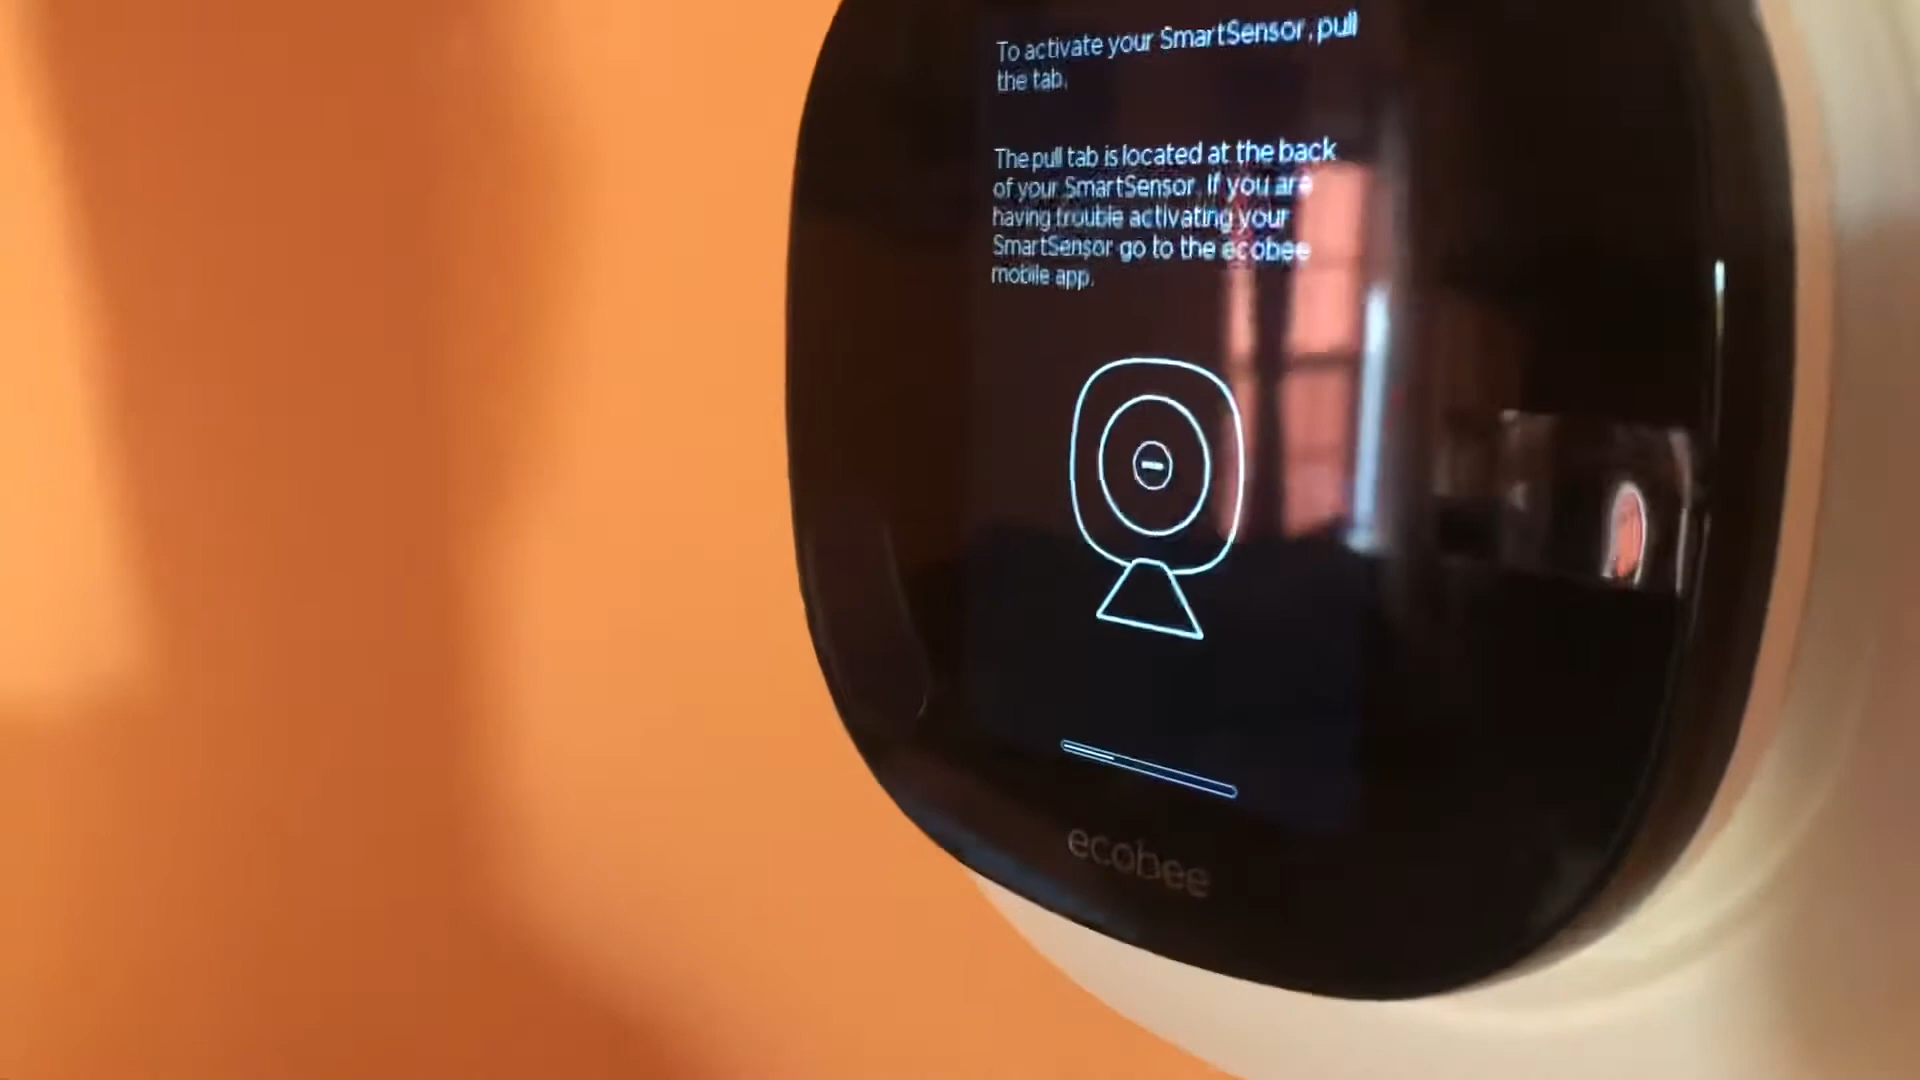 To activate your SmartSensor, pull
the tab.
The pull tab is located at the back
of your SmartSensor. If you are
having trouble activating your
SmartSensor go to the ecobee
mobile app.
ecobee